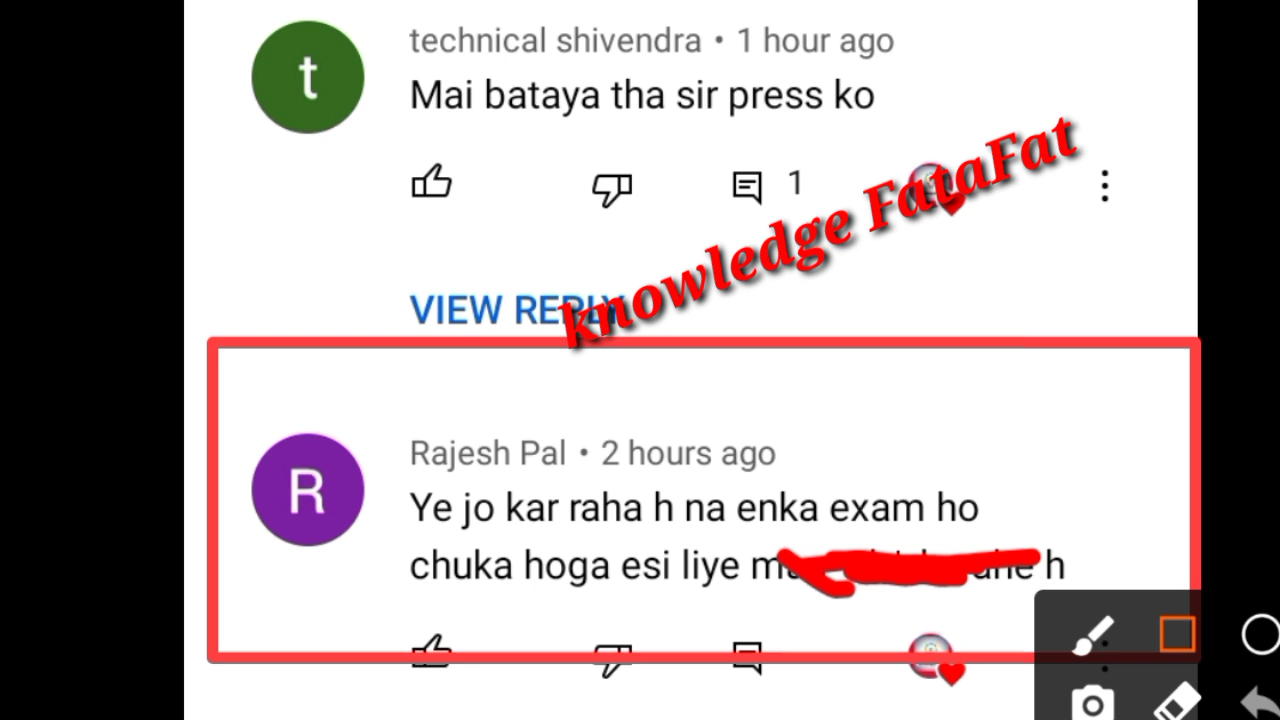 t
technical shivendra • 1 hour ago
Mai bataya tha sir press ko
1
knowledge FataFat
VIEW REPLY
R
Rajesh Pal • 2 hours ago
Ye jo kar raha h na enka exam ho
chuka hoga esi liye h